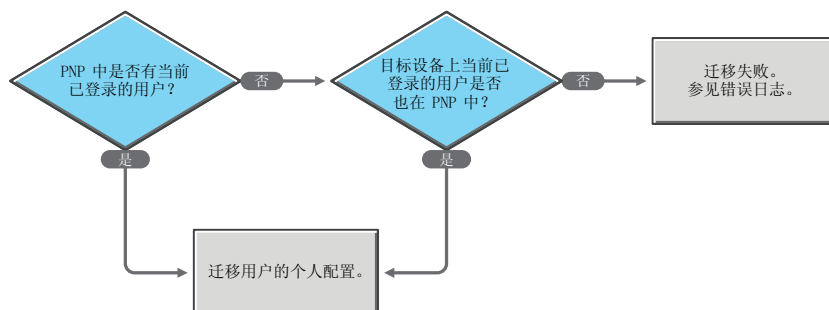 PNP 中是否有当前
已登录的用户？
否
目标设备上当前已
登录的用户是否
也在 PNP 中？
否
迁移失败。
参见错误日志。
是
是
迁移用户的个人配置。